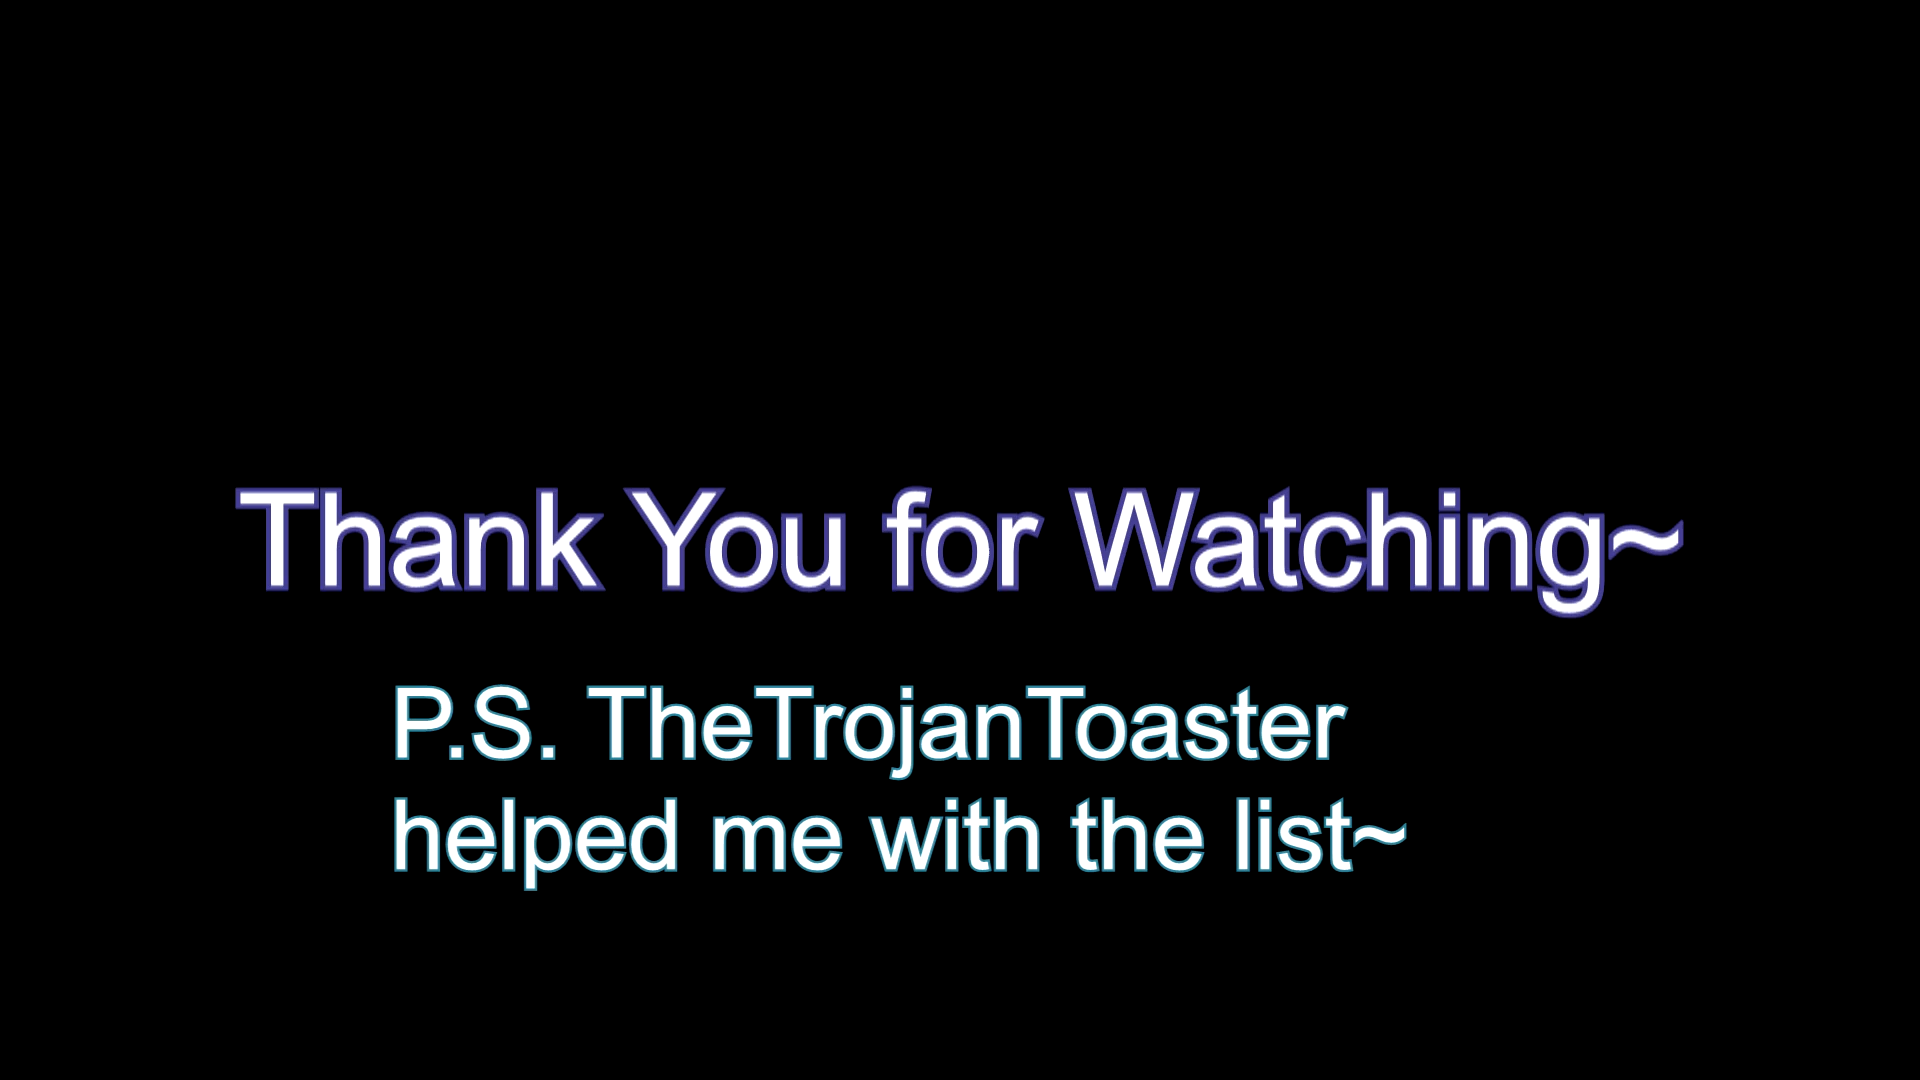 Thank You for Watching~
P.S. TheTrojanToaster
helped me with the list~